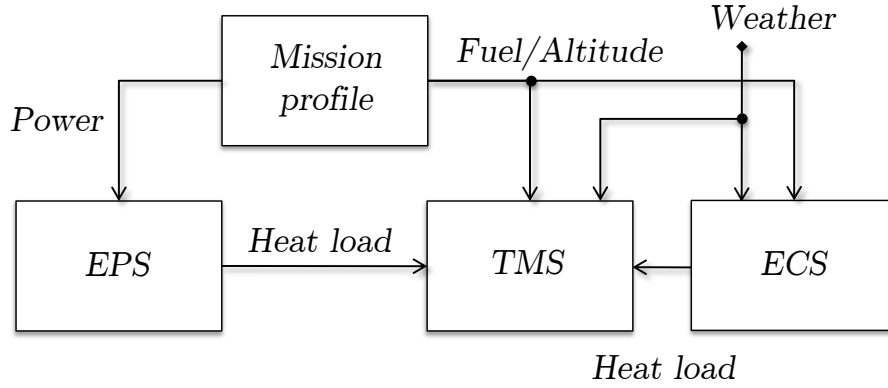 Weather
Mission
profile
Fuel/Altitude
Power
EPS
Heat load
TMS
ECS
Heat load